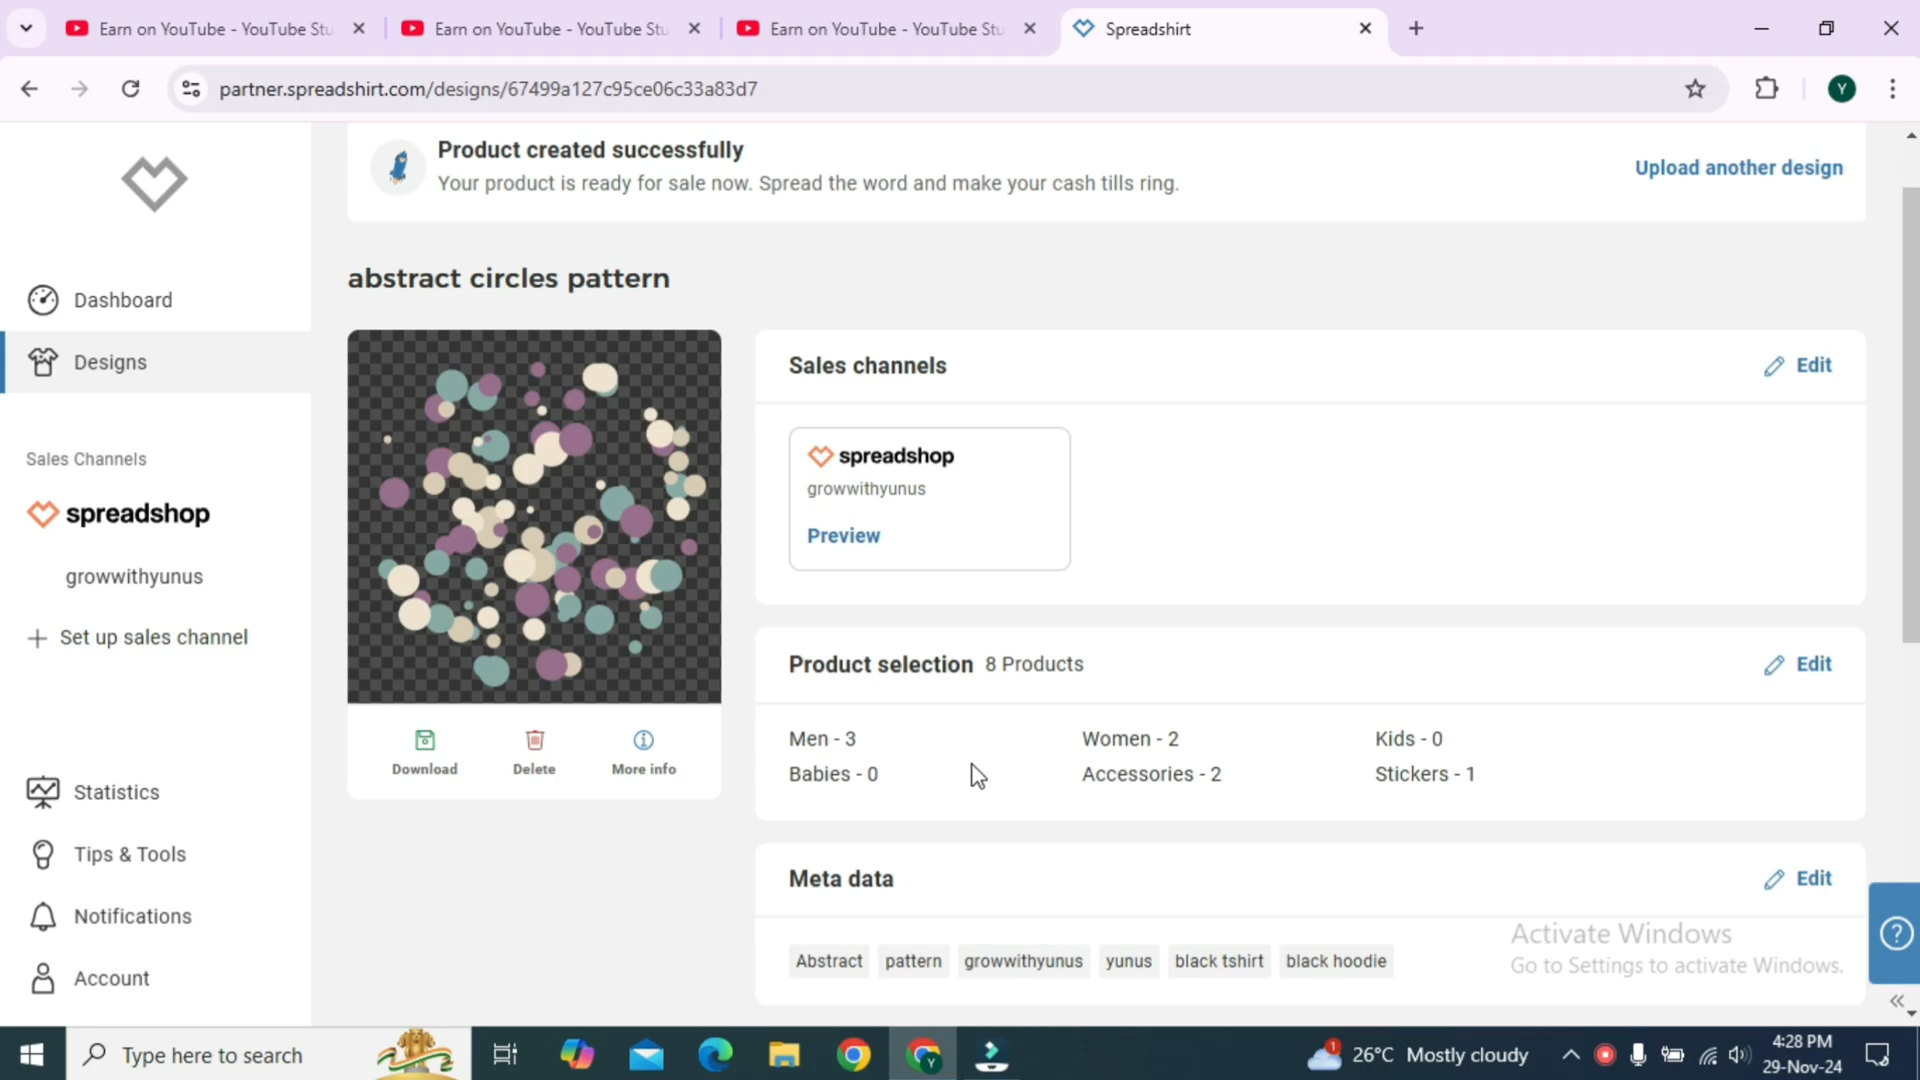 Earn on YouTube - YouTube Stu
Earn on YouTube - YouTube Stu
Earn on YouTube - YouTube Stu
Spreadshirt
partner.spreadshirt.com/designs/67499a127c95ce06c33a83d7
Y
Product created successfully
Your product is ready for sale now. Spread the word and make your cash tills ring.
Upload another design
Dashboard
Designs
Sales Channels
spreadshop
growwithyunus
+ Set up sales channel
Statistics
Tips & Tools
Notifications
Account
abstract circles pattern
Download
Delete
More info
Sales channels
Edit
spreadshop
growwithyunus
Preview
Product selection 8 Products
Edit
Men - 3 Women - 2 Kids - 0
Babies - 0 Accessories - 2 Stickers - 1
Meta data
Edit
Abstract pattern growwithyunus yunus black tshirt black hoodie
Activate Windows
Go to Settings to activate Windows.
?
Type here to search
Y
1
26°C Mostly cloudy
4:28 PM
29-Nov-24